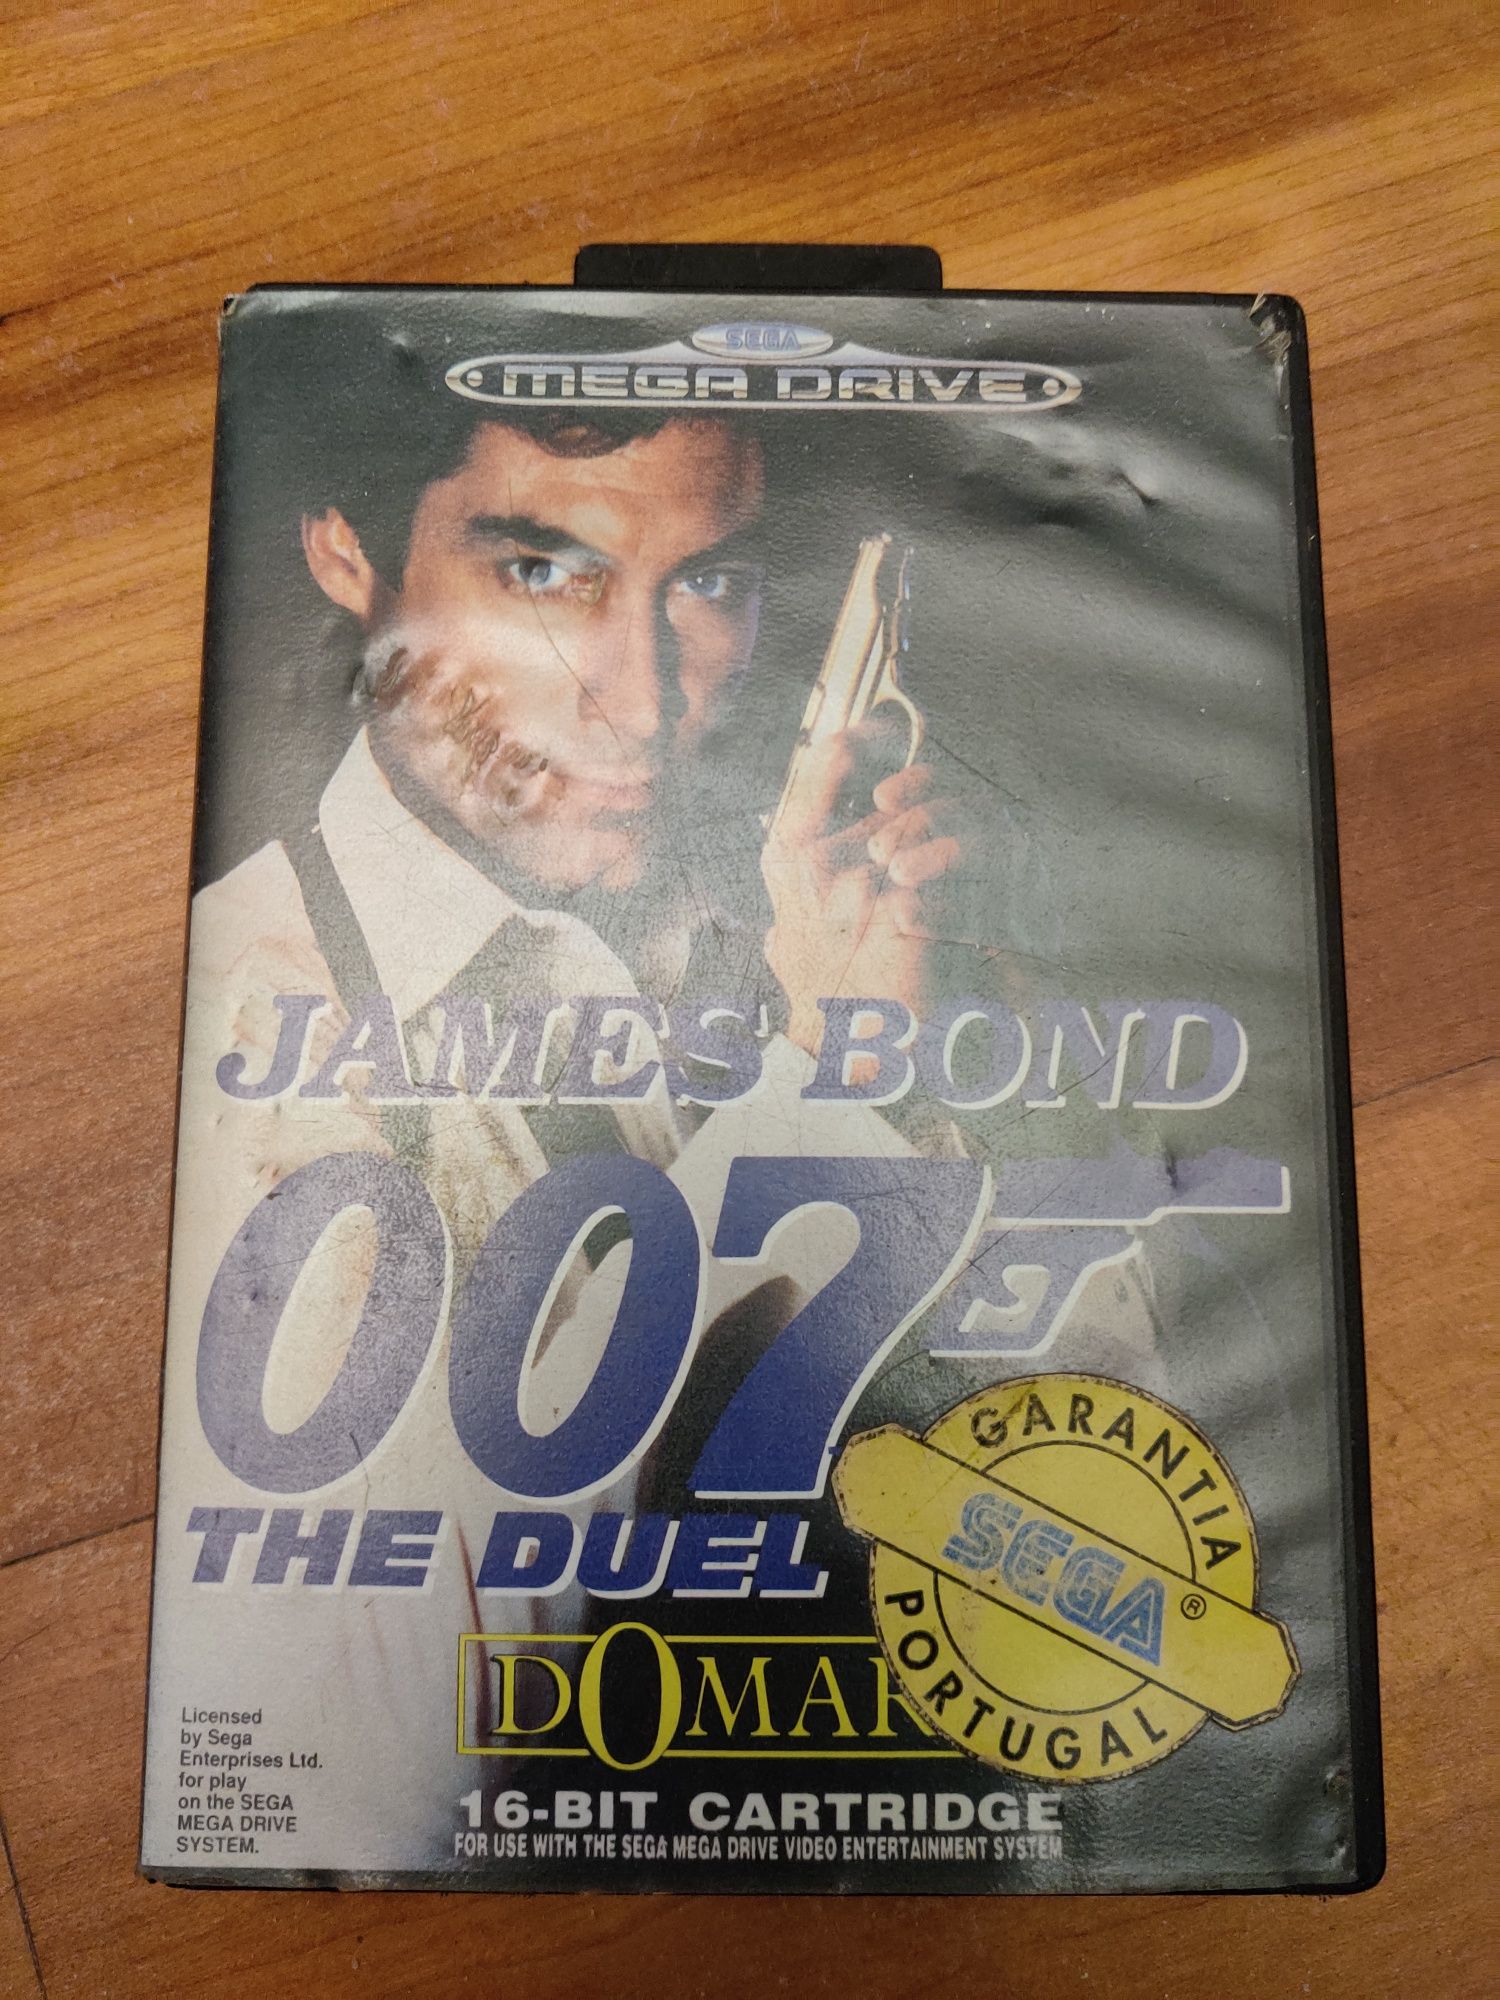 SEGA
MEGA DRIVE
JAMES BOND
007
THE DUEL
GARANTIA
SEGA®
PORTUGAL
DOMARK
Licensed
by Sega
Enterprises Ltd.
for play
on the SEGA
MEGA DRIVE
SYSTEM.
16-BIT CARTRIDGE
FOR USE WITH THE SEGA MEGA DRIVE VIDEO ENTERTAINMENT SYSTEM